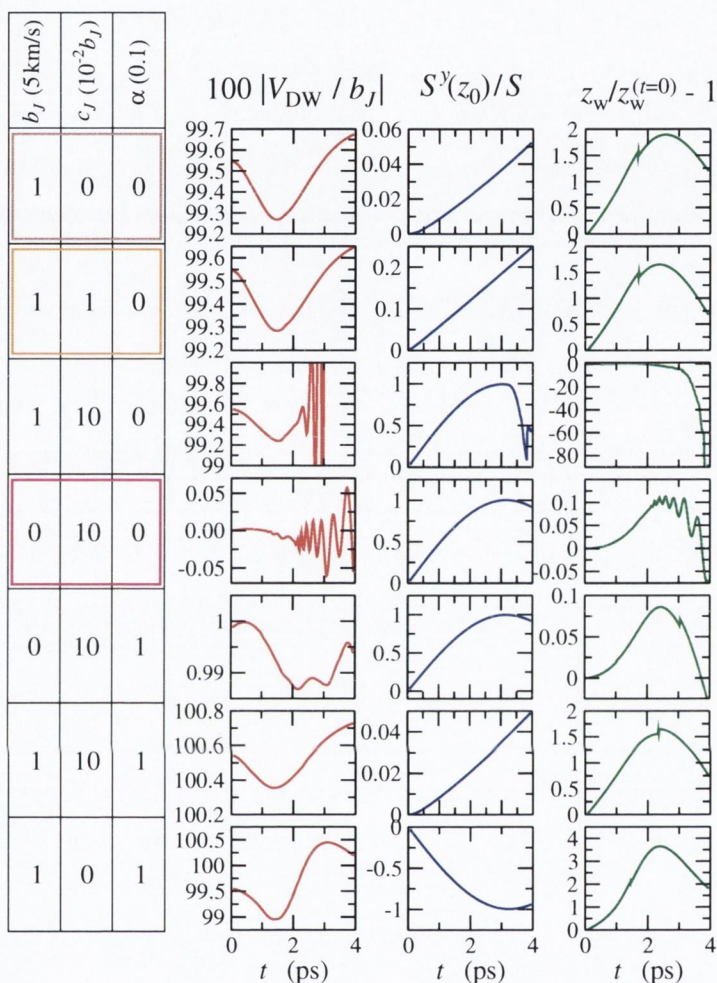 b_J (5km/s) c_J (10^-2 b_J) α (0.1)
100 |V_DW / b_J| S^y(z_0)/S z_w/z_w^(t=0) - 1
1 0 0
99.7 99.6 99.5 99.4 99.3 99.2
0.06 0.04 0.02 0
2 1.5 1 0.5 0
1 1 0
99.6 99.5 99.4 99.3 99.2
0.2 0.1 0
2 1.5 1 0.5 0
1 10 0
99.8 99.6 99.4 99.2 99
1 0.5 0
0 -20 -40 -60 -80
0 10 0
0.05 0.00 -0.05
1 0.5 0
0.1 0.05 0 -0.05
0 10 1
1 0.99
1 0.5 0
0.1 0.05 0
1 10 1
100.8 100.6 100.4 100.2
0.04 0.02 0
2 1.5 1 0.5 0
1 0 1
100.5 100 99.5 99
0 -0.5 -1
4 3 2 1 0
0 2 4 0 2 4 0 2 4
t (ps) t (ps) t (ps)